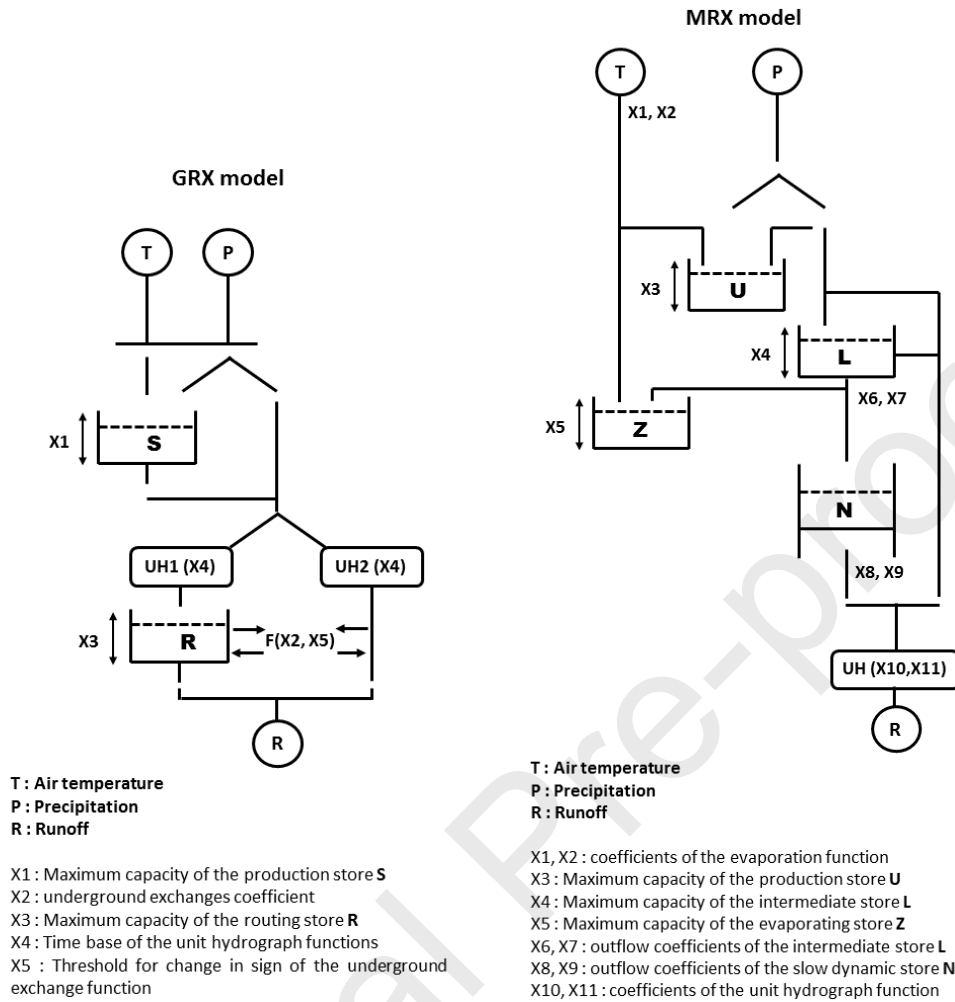 MRX model
T
P
X1, X2
GRX model
T
P
X3
U
X4
L
X6, X7
X1
S
X5
Z
N
UH1 (X4)
UH2 (X4)
X8, X9
X3
R
F(X2, X5)
UH (X10,X11)
R
R
T : Air temperature
P : Precipitation
R : Runoff
X1 : Maximum capacity of the production store S
X2 : underground exchanges coefficient
X3 : Maximum capacity of the routing store R
X4 : Time base of the unit hydrograph functions
X5 : Threshold for change in sign of the underground
exchange function
T : Air temperature
P : Precipitation
R : Runoff
X1, X2 : coefficients of the evaporation function
X3 : Maximum capacity of the production store U
X4 : Maximum capacity of the intermediate store L
X5 : Maximum capacity of the evaporating store Z
X6, X7 : outflow coefficients of the intermediate store L
X8, X9 : outflow coefficients of the slow dynamic store N
X10, X11 : coefficients of the unit hydrograph function
al Pre-proo